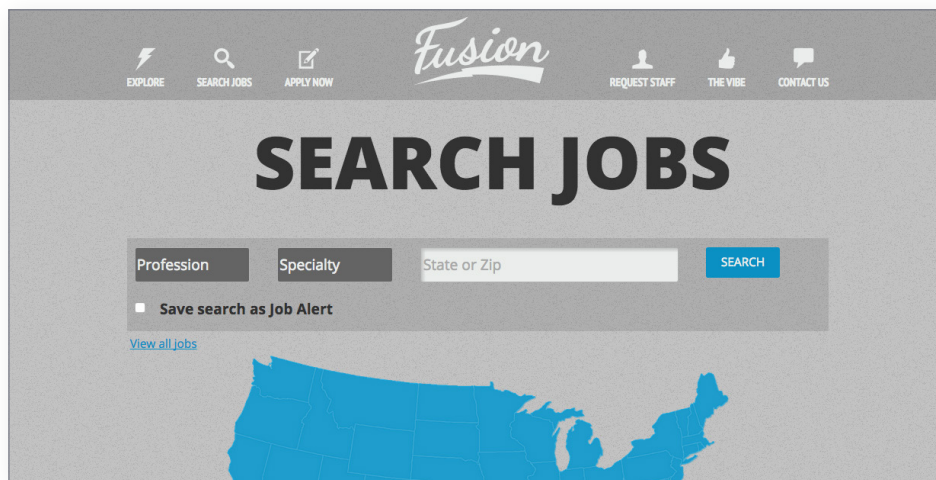 Fusion
EXPLORE SEARCH JOBS APPLY NOW REQUEST STAFF THE VIBE CONTACT US
SEARCH JOBS
Profession Specialty State or Zip SEARCH
Save search as Job Alert
View all jobs